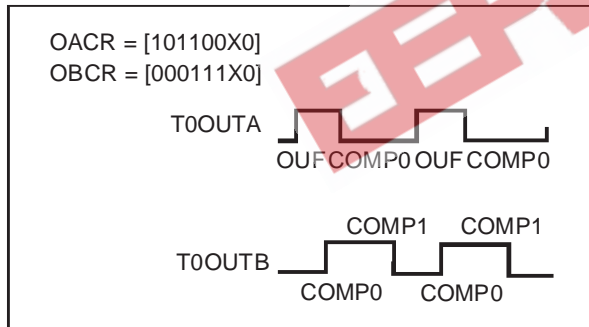 OACR = [101100X0]
OBCR = [000111X0]
T0OUTA
OUF COMP0 OUF COMP0
COMP1 COMP1
T0OUTB
COMP0 COMP0